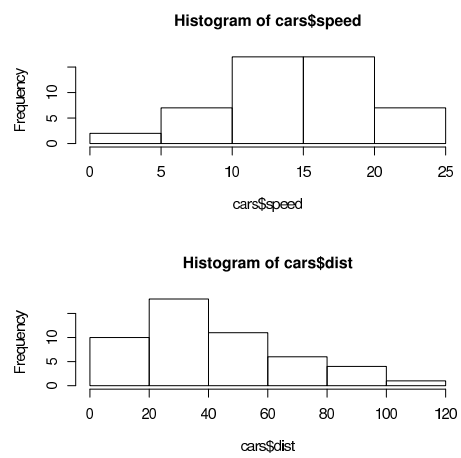 Histogram of cars$speed
Frequency
10
5
0
0 5 10 15 20 25
cars$speed
Histogram of cars$dist
Frequency
10
5
0
0 20 40 60 80 100 120
cars$dist